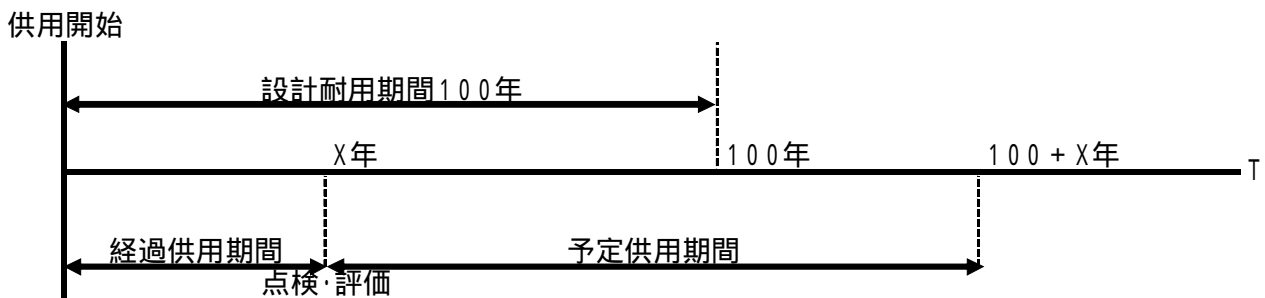 供用開始
設計耐用期間100年
X年
100年
100+X年
T
経過供用期間
予定供用期間
点検・評価